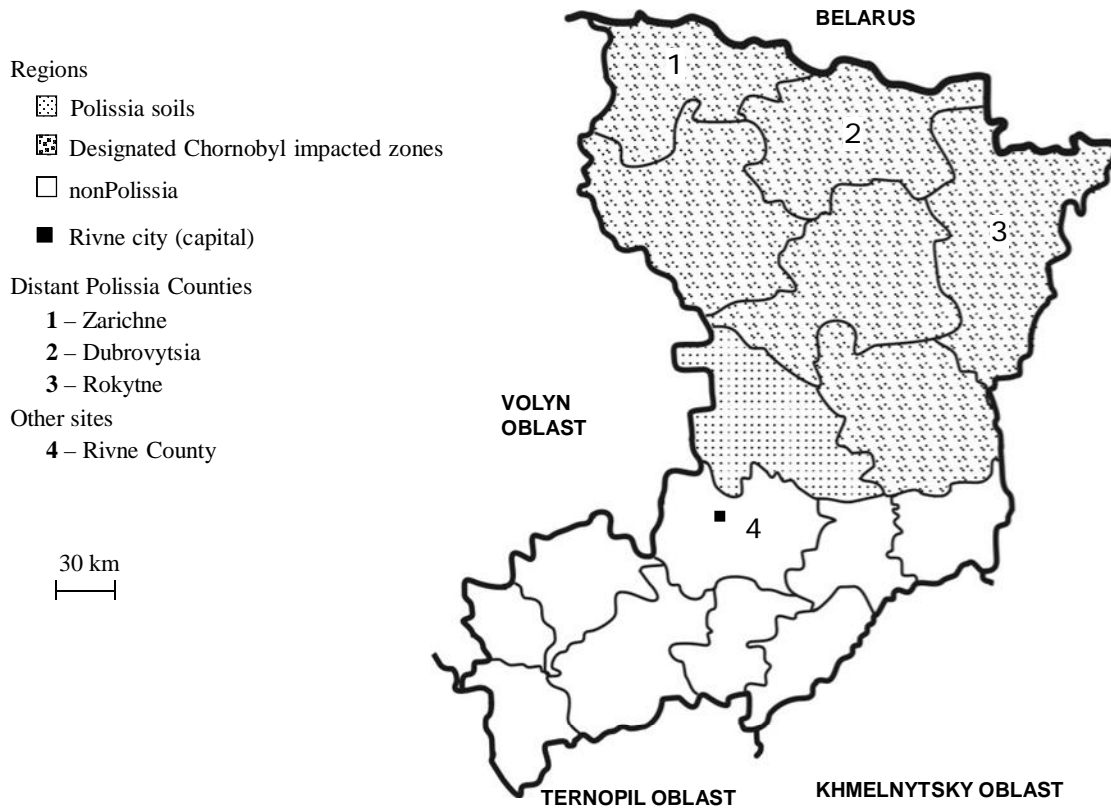 BELARUS
Regions
Polissia soils
Designated Chornobyl impacted zones
nonPolissia
Rivne city (capital)
Distant Polissia Counties
1 – Zarichne
2 – Dubrovytsia
3 – Rokytne
Other sites
4 – Rivne County
30 km
1
2
3
VOLYN
OBLAST
4
TERNOPIL OBLAST
KHMELNYTSKY OBLAST